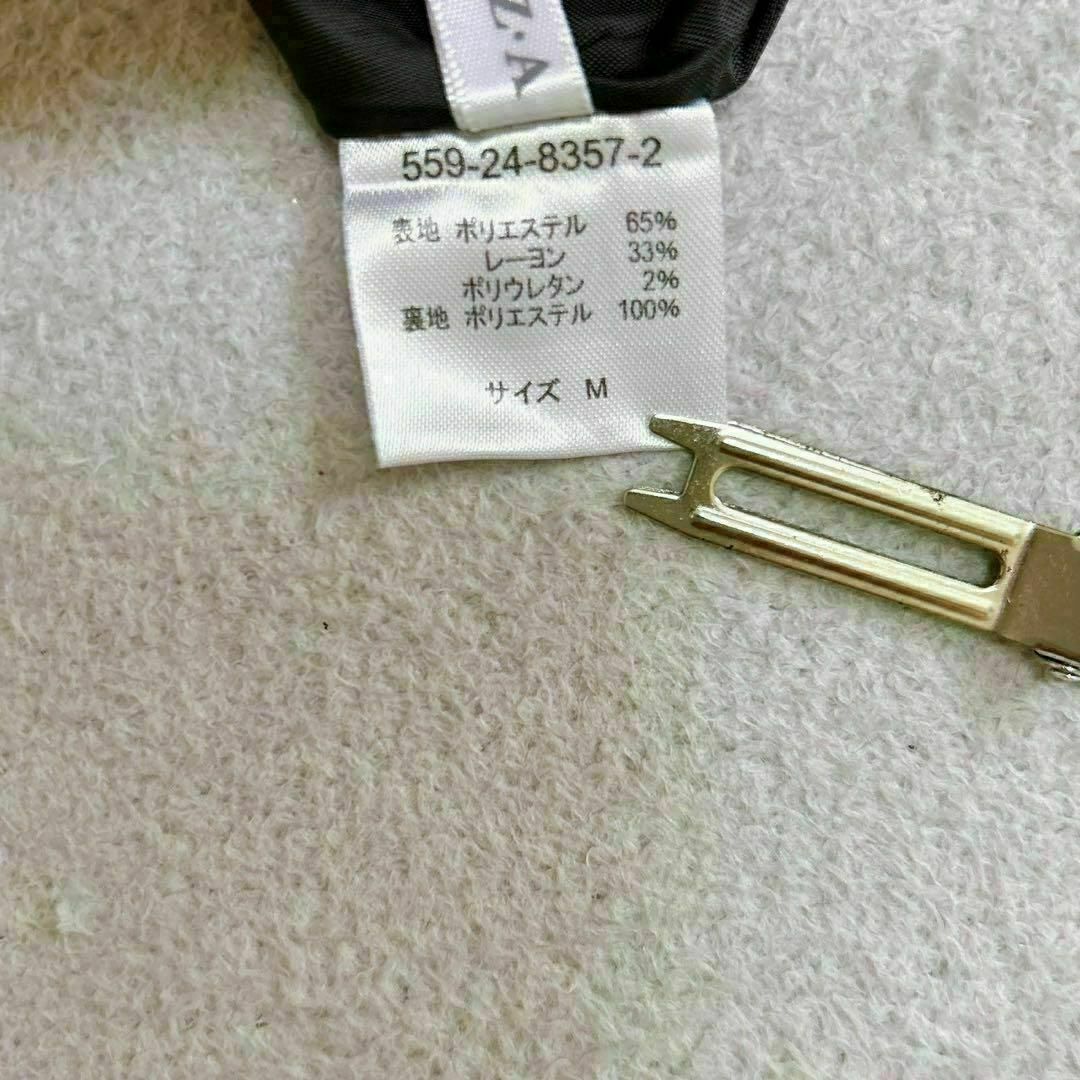 Z・A
559-24-8357-2
表地 ポリエステル 65%
レーヨン 33%
ポリウレタン 2%
裏地 ポリエステル 100%
サイズ M